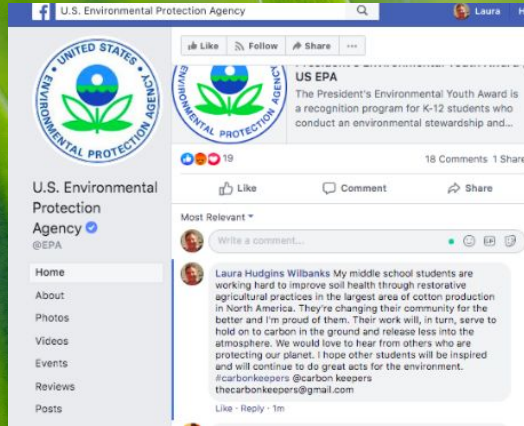 U.S. Environmental Protection Agency
Laura
Like Follow Share ...
UNITED STATES
ENVIRONMENTAL PROTECTION AGENCY
US EPA
The President's Environmental Youth Award is
a recognition program for K-12 students who
conduct an environmental stewardship and...
19
18 Comments 1 Share
Like Comment Share
U.S. Environmental
Protection
Agency
@EPA
Home
About
Photos
Videos
Events
Reviews
Posts
Most Relevant
Write a comment...
GIF
Laura Hudgins Wilbanks My middle school students are
working hard to improve soil health through restorative
agricultural practices in the largest area of cotton production
in North America. They're changing their community for the
better and I'm proud of them. Their work will, in turn, serve to
hold on to carbon in the ground and release less into the
atmosphere. We would love to hear from others who are
protecting our planet. I hope other students will be inspired
and will continue to do great acts for the environment.
#carbonkeepers @carbon keepers
thecarbonkeepers@gmail.com
Like · Reply · 1m